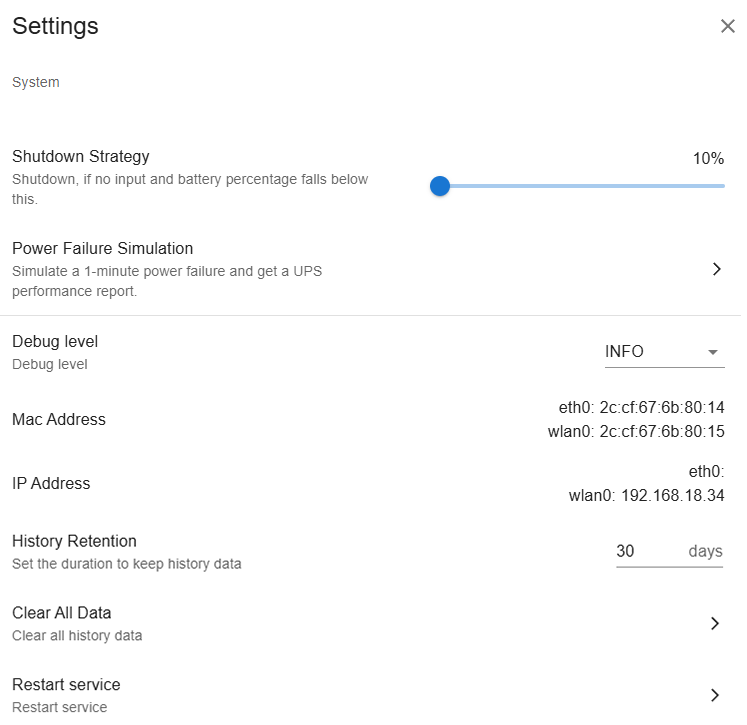 Settings
System
Shutdown Strategy
10%
Shutdown, if no input and battery percentage falls below
this.
Power Failure Simulation
Simulate a 1-minute power failure and get a UPS
performance report.
Debug level
Debug level
INFO
Mac Address
eth0: 2c:cf:67:6b:80:14
wlan0: 2c:cf:67:6b:80:15
IP Address
eth0:
wlan0: 192.168.18.34
History Retention
Set the duration to keep history data
30 days
Clear All Data
Clear all history data
Restart service
Restart service